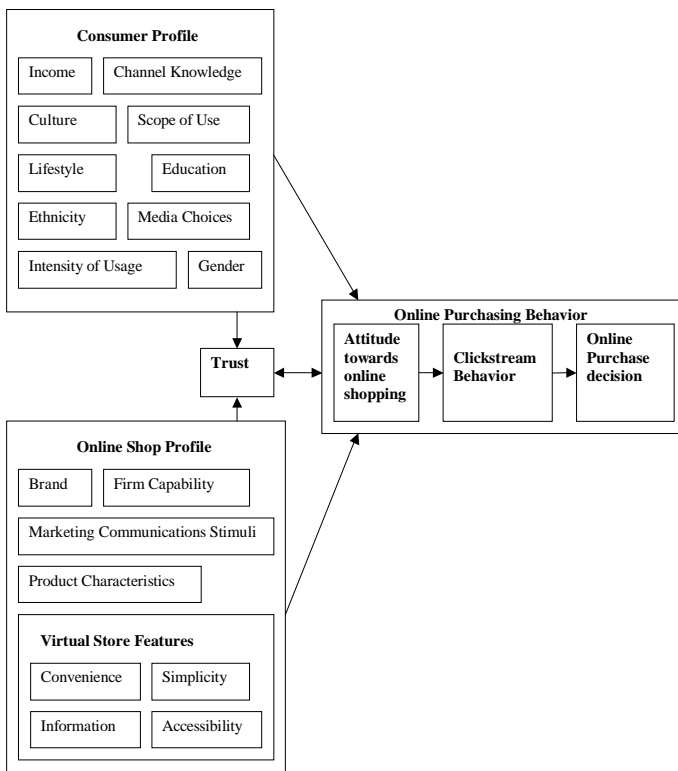 Consumer Profile
Income
Channel Knowledge
Culture
Scope of Use
Lifestyle
Education
Ethnicity
Media Choices
Intensity of Usage
Gender
Trust
Online Purchasing Behavior
Attitude
towards
online
shopping
Clickstream
Behavior
Online
Purchase
decision
Online Shop Profile
Brand
Firm Capability
Marketing Communications Stimuli
Product Characteristics
Virtual Store Features
Convenience
Simplicity
Information
Accessibility